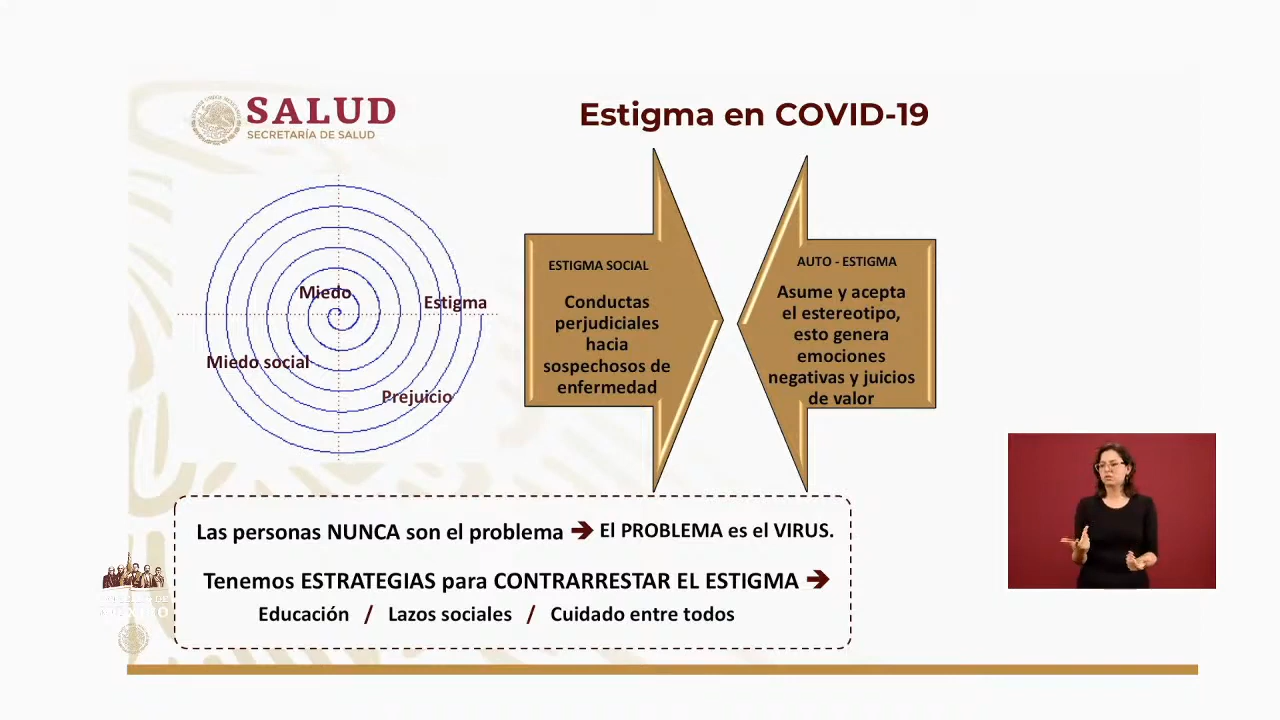 SALUD
SECRETARÍA DE SALUD
Estigma en COVID-19
Miedo
Estigma
Miedo social
Prejuicio
ESTIGMA SOCIAL
Conductas
perjudiciales
hacia
sospechosos de
enfermedad
AUTO - ESTIGMA
Asume y acepta
el estereotipo,
esto genera
emociones
negativas y juicios
de valor
Las personas NUNCA son el problema ➔ El PROBLEMA es el VIRUS.
Tenemos ESTRATEGIAS para CONTRARRESTAR EL ESTIGMA ➔
Educación / Lazos sociales / Cuidado entre todos